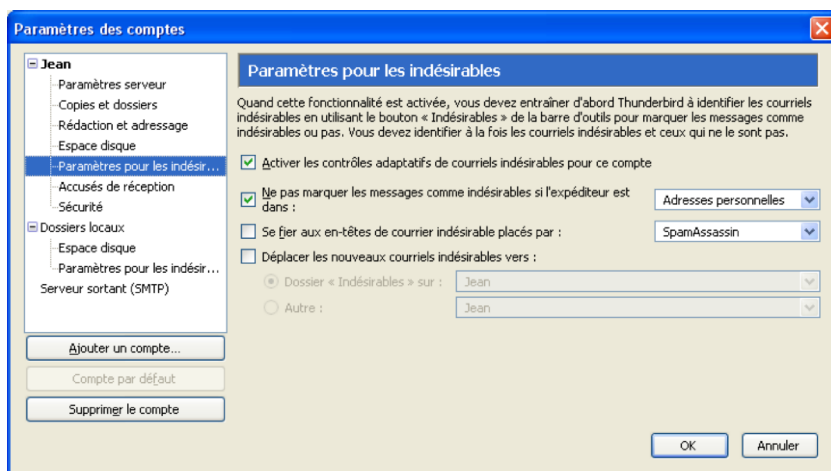 Paramètres des comptes
Jean
Paramètres serveur
Copies et dossiers
Rédaction et adressage
Espace disque
Paramètres pour les indésir...
Accusés de réception
Sécurité
Dossiers locaux
Espace disque
Paramètres pour les indésir...
Serveur sortant (SMTP)
Ajouter un compte...
Compte par défaut
Supprimer le compte
Paramètres pour les indésirables
Quand cette fonctionnalité est activée, vous devez entraîner d'abord Thunderbird à identifier les courriels
indésirables en utilisant le bouton « Indésirables » de la barre d'outils pour marquer les messages comme
indésirables ou pas. Vous devez identifier à la fois les courriels indésirables et ceux qui ne le sont pas.
Activer les contrôles adaptatifs de courriels indésirables pour ce compte
Ne pas marquer les messages comme indésirables si l'expéditeur est
dans :
Adresses personnelles
Se fier aux en-têtes de courrier indésirable placés par :
SpamAssassin
Déplacer les nouveaux courriels indésirables vers :
Dossier « Indésirables » sur :
Jean
Autre :
Jean
OK
Annuler